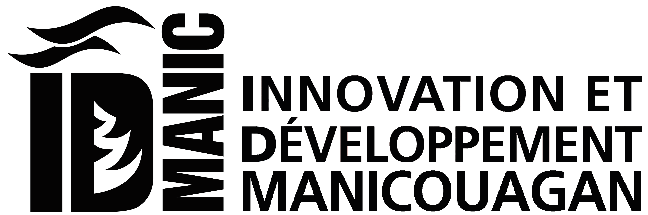 ID MANIC
INNOVATION ET
DÉVELOPPEMENT
MANICOUAGAN